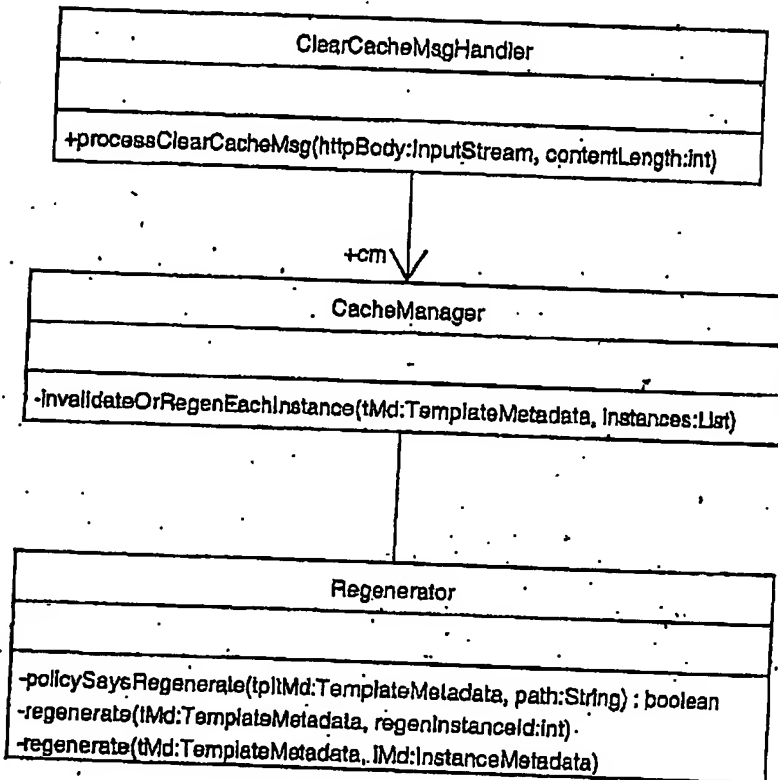 ClearCacheMsgHandler
+processClearCacheMsg(httpBody:InputStream, contentLength:int)
+cm
CacheManager
-invalidateOrRegenEachInstance(tMd:TemplateMetadata, instances:List)
Regenerator
-policySaysRegenerate(tpltMd:TemplateMetadata, path:String) : boolean
-regenerate(tMd:TemplateMetadata, regenInstanceId:int)
-regenerate(tMd:TemplateMetadata, iMd:InstanceMetadata)